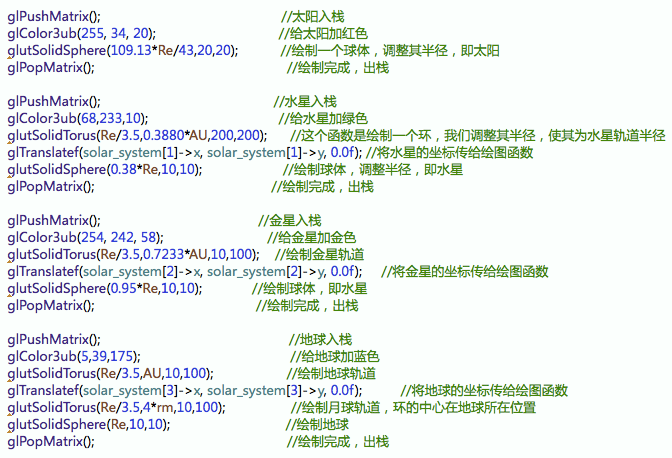 glPushMatrix(); //太阳入栈
glColor3ub(255, 34, 20); //给太阳加红色
glutSolidSphere(109.13*Re/43,20,20); //绘制一个球体，调整其半径，即太阳
glPopMatrix(); //绘制完成，出栈
glPushMatrix(); //水星入栈
glColor3ub(68,233,10); //给水星加绿色
glutSolidTorus(Re/3.5,0.3880*AU,200,200); //这个函数是绘制一个环，我们调整其半径，使其为水星轨道半径
glTranslatef(solar_system[1]->x, solar_system[1]->y, 0.0f); //将水星的坐标传给绘图函数
glutSolidSphere(0.38*Re,10,10); //绘制球体，调整半径，即水星
glPopMatrix(); //绘制完成，出栈
glPushMatrix(); //金星入栈
glColor3ub(254, 242, 58); //给金星加金色
glutSolidTorus(Re/3.5,0.7233*AU,10,100); //绘制金星轨道
glTranslatef(solar_system[2]->x, solar_system[2]->y, 0.0f); //将金星的坐标传给绘图函数
glutSolidSphere(0.95*Re,10,10); //绘制球体，即水星
glPopMatrix(); //绘制完成，出栈
glPushMatrix(); //地球入栈
glColor3ub(5,39,175); //给地球加蓝色
glutSolidTorus(Re/3.5,AU,10,100); //绘制地球轨道
glTranslatef(solar_system[3]->x, solar_system[3]->y, 0.0f); //将地球的坐标传给绘图函数
glutSolidTorus(Re/3.5,4*rm,10,100); //绘制月球轨道，环的中心在地球所在位置
glutSolidSphere(Re,10,10); //绘制地球
glPopMatrix(); //绘制完成，出栈